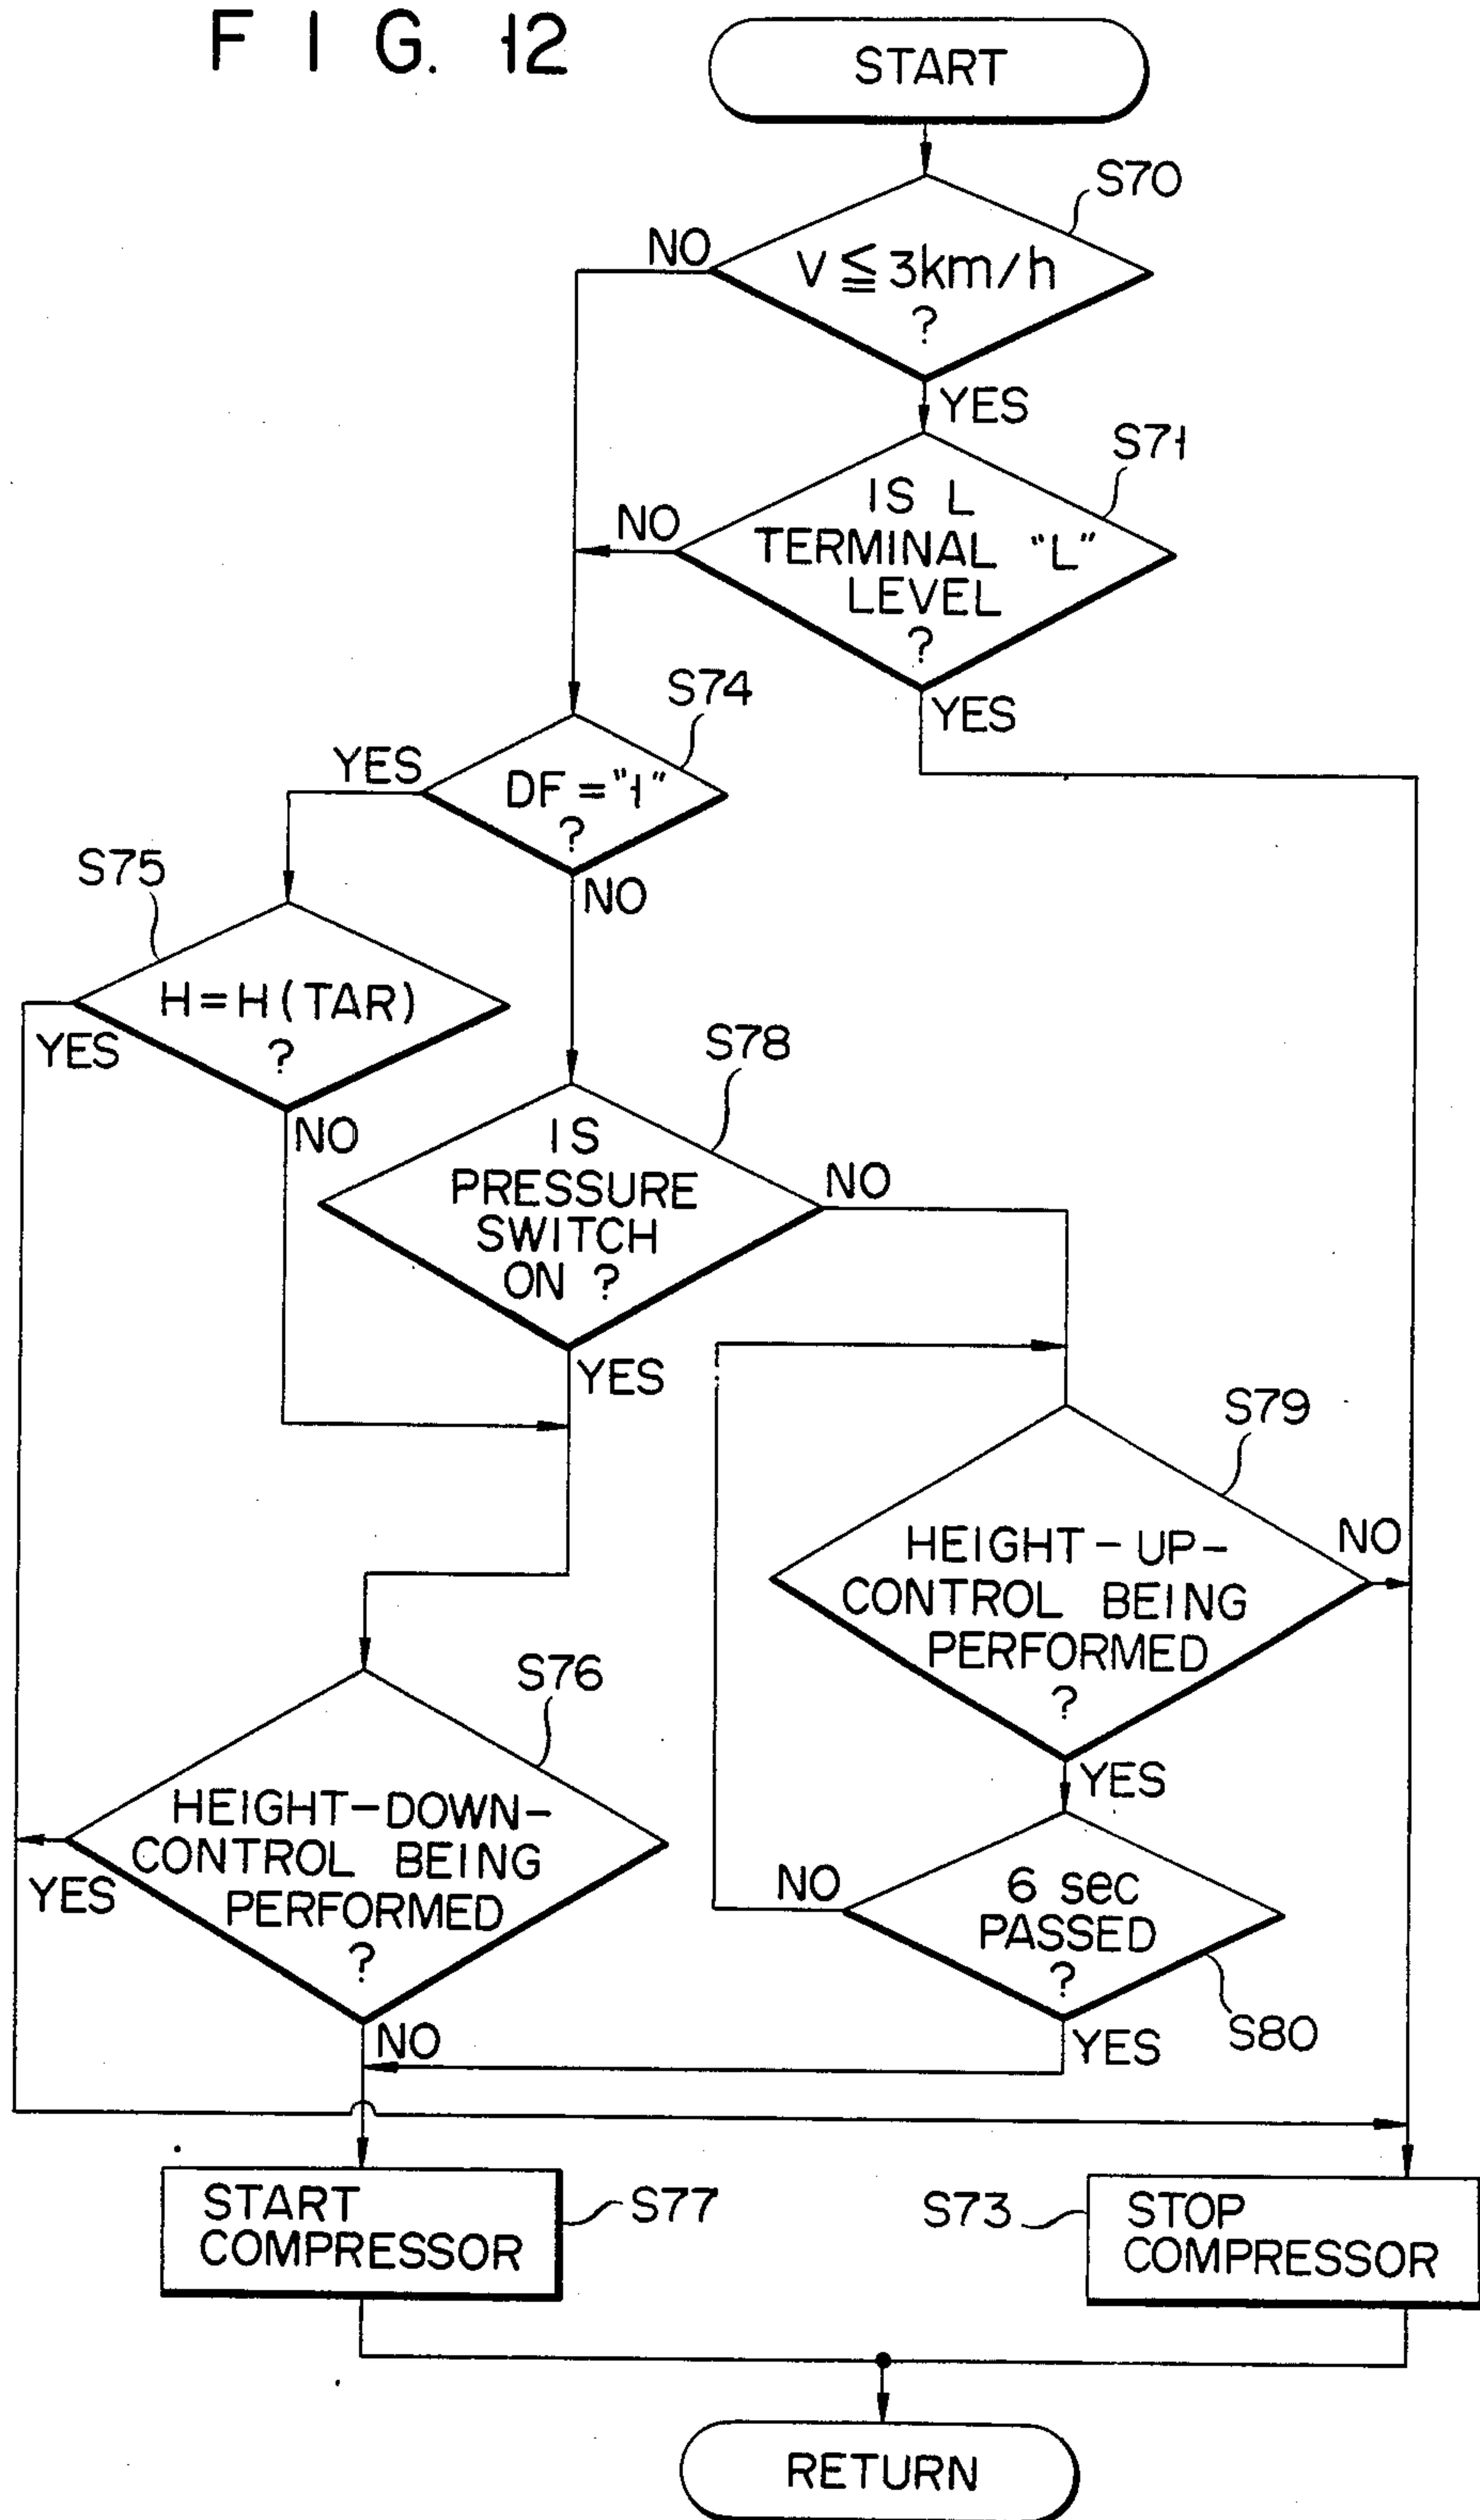 F I G. 12
START
S70
NO
V ≦ 3km/h
?
YES
S71
IS L
NO
TERMINAL "L"
LEVEL
?
YES
S74
YES
DF = "1"
?
NO
S75
H = H (TAR)
?
YES
NO
S78
IS
PRESSURE
SWITCH
ON ?
NO
YES
S79
HEIGHT-UP-
CONTROL BEING
PERFORMED
?
NO
YES
S76
HEIGHT-DOWN-
CONTROL BEING
PERFORMED
?
YES
NO
NO
6 sec
PASSED
?
S80
YES
START
COMPRESSOR
S77
S73
STOP
COMPRESSOR
RETURN